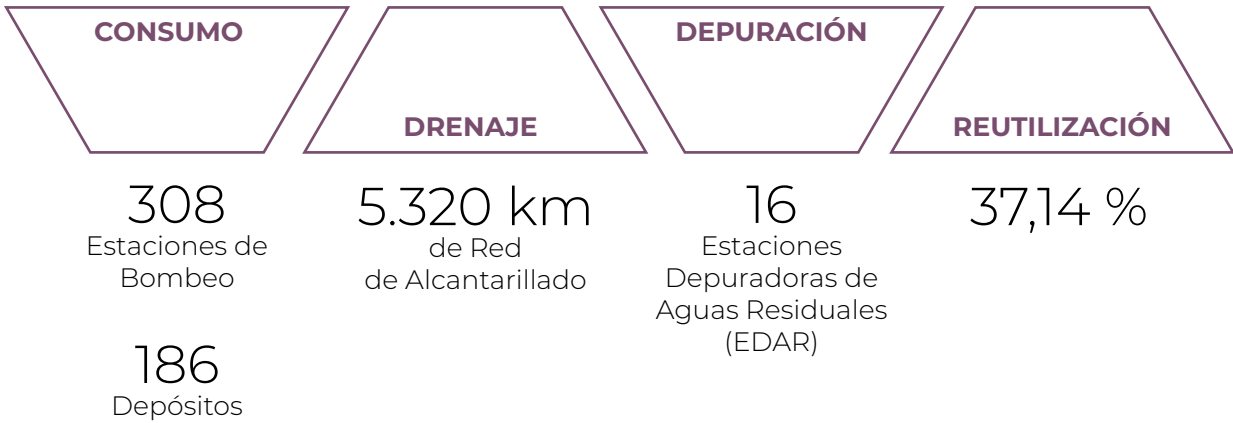 CONSUMO
308
Estaciones de
Bombeo
186
Depósitos
DRENAJE
5.320 km
de Red
de Alcantarillado
DEPURACIÓN
16
Estaciones
Depuradoras de
Aguas Residuales
(EDAR)
REUTILIZACIÓN
37,14 %